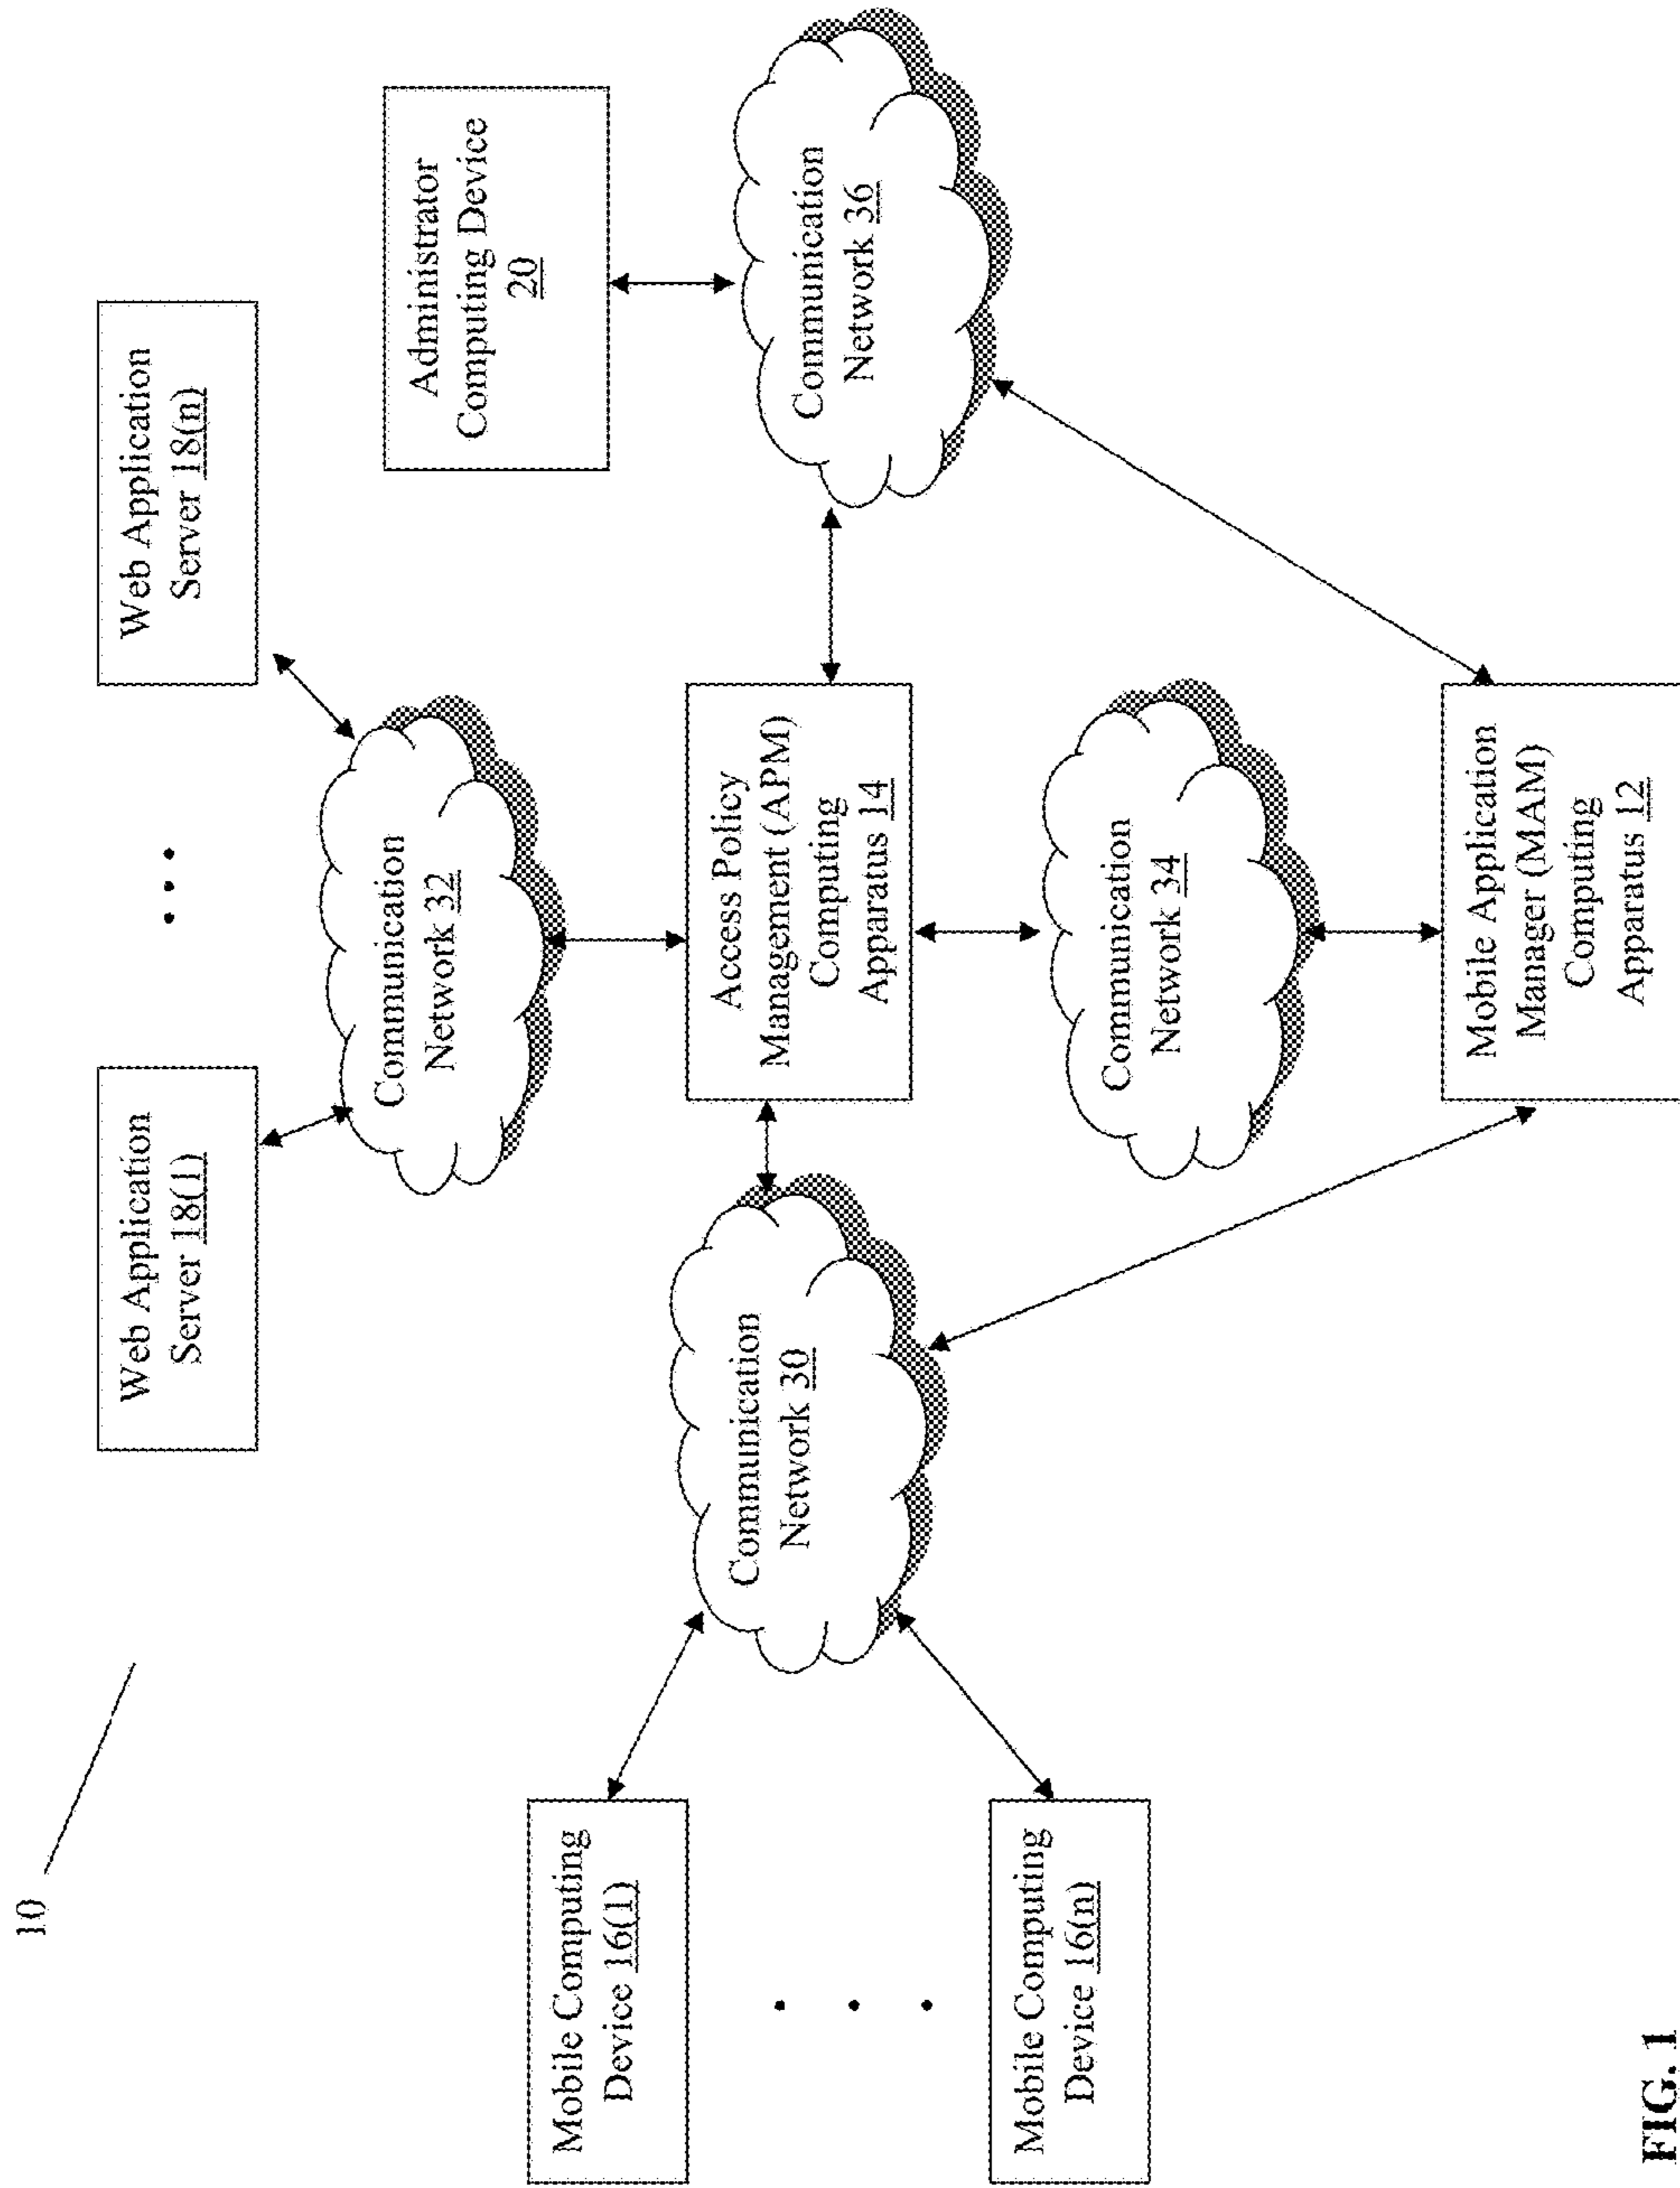 10
Web Application
Server 18(1)
Web Application
Server 18(n)
Communication
Network 32
Administrator
Computing Device
20
Mobile Computing
Device 16(1)
Communication
Network 30
Access Policy
Management (APM)
Computing
Apparatus 14
Communication
Network 36
Mobile Computing
Device 16(n)
Communication
Network 34
Mobile Application
Manager (MAM)
Computing
Apparatus 12
FIG. 1